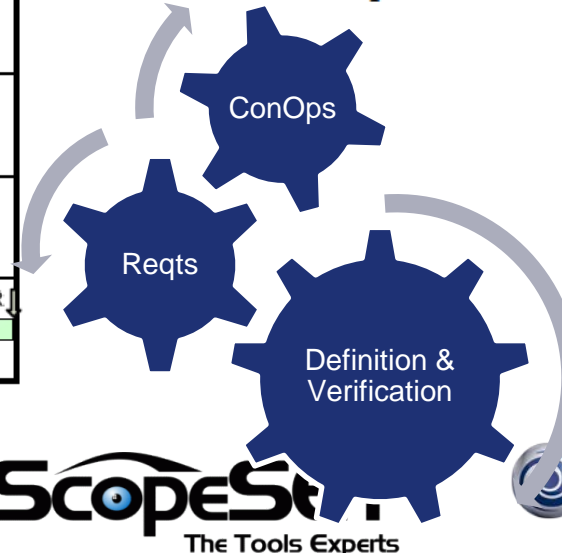 ConOps
Reqts
Definition &
Verification
The Tools Experts